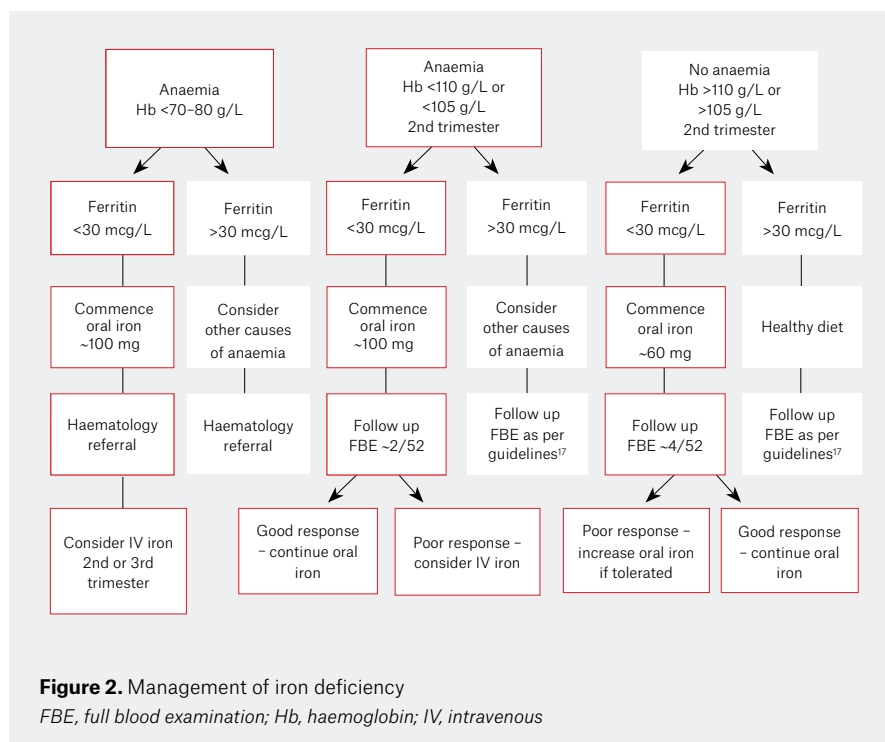 Anaemia
Hb <70–80 g/L
Anaemia
Hb <110 g/L or
<105 g/L
2nd trimester
No anaemia
Hb >110 g/L or
>105 g/L
2nd trimester
Ferritin
<30 mcg/L
Ferritin
>30 mcg/L
Ferritin
<30 mcg/L
Ferritin
>30 mcg/L
Ferritin
<30 mcg/L
Ferritin
>30 mcg/L
Commence
oral iron
~100 mg
Consider
other causes
of anaemia
Commence
oral iron
~100 mg
Consider
other causes
of anaemia
Commence
oral iron
~60 mg
Healthy diet
Haematology
referral
Haematology
referral
Follow up
FBE ~2/52
Follow up
FBE as per
guidelines¹⁷
Follow up
FBE ~4/52
Follow up
FBE as per
guidelines¹⁷
Consider IV iron
2nd or 3rd
trimester
Good response
– continue oral
iron
Poor response –
consider IV iron
Poor response –
increase oral iron
if tolerated
Good response
– continue oral
iron
Figure 2. Management of iron deficiency
FBE, full blood examination; Hb, haemoglobin; IV, intravenous